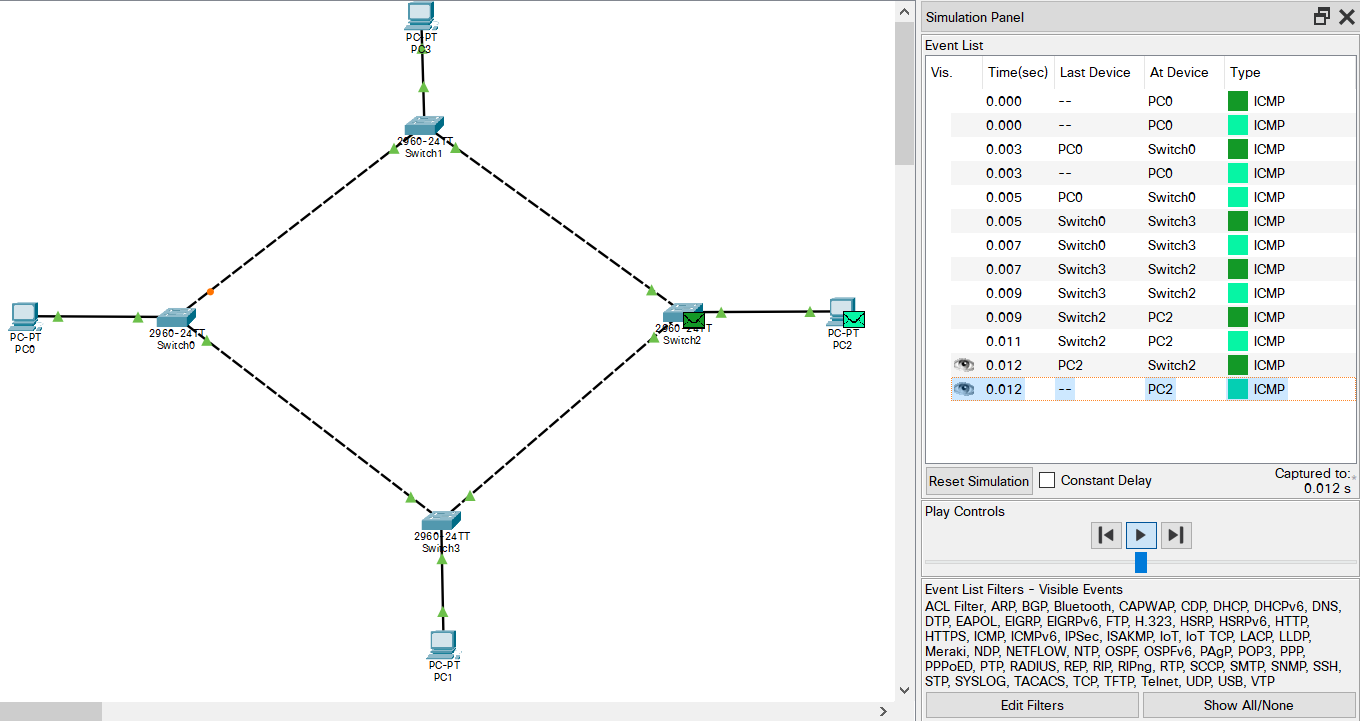 PC-PT
PC3
2960-24TT
Switch1
PC-PT
PC0
2960-24TT
Switch0
2960-24TT
Switch2
PC-PT
PC2
2960-24TT
Switch3
PC-PT
PC1
Simulation Panel
Event List
Vis. Time(sec) Last Device At Device Type
0.000 -- PC0 ICMP
0.000 -- PC0 ICMP
0.003 PC0 Switch0 ICMP
0.003 -- PC0 ICMP
0.005 PC0 Switch0 ICMP
0.005 Switch0 Switch3 ICMP
0.007 Switch0 Switch3 ICMP
0.007 Switch3 Switch2 ICMP
0.009 Switch3 Switch2 ICMP
0.009 Switch2 PC2 ICMP
0.011 Switch2 PC2 ICMP
0.012 PC2 Switch2 ICMP
0.012 -- PC2 ICMP
Reset Simulation Constant Delay Captured to:
0.012 s
Play Controls
Event List Filters - Visible Events
ACL Filter, ARP, BGP, Bluetooth, CAPWAP, CDP, DHCP, DHCPv6, DNS,
DTP, EAPOL, EIGRP, EIGRPv6, FTP, H.323, HSRP, HSRPv6, HTTP,
HTTPS, ICMP, ICMPv6, IPSec, ISAKMP, IoT, IoT TCP, LACP, LLDP,
Meraki, NDP, NETFLOW, NTP, OSPF, OSPFv6, PAgP, POP3, PPP,
PPPoED, PTP, RADIUS, REP, RIP, RIPng, RTP, SCCP, SMTP, SNMP, SSH,
STP, SYSLOG, TACACS, TCP, TFTP, Telnet, UDP, USB, VTP
Edit Filters Show All/None